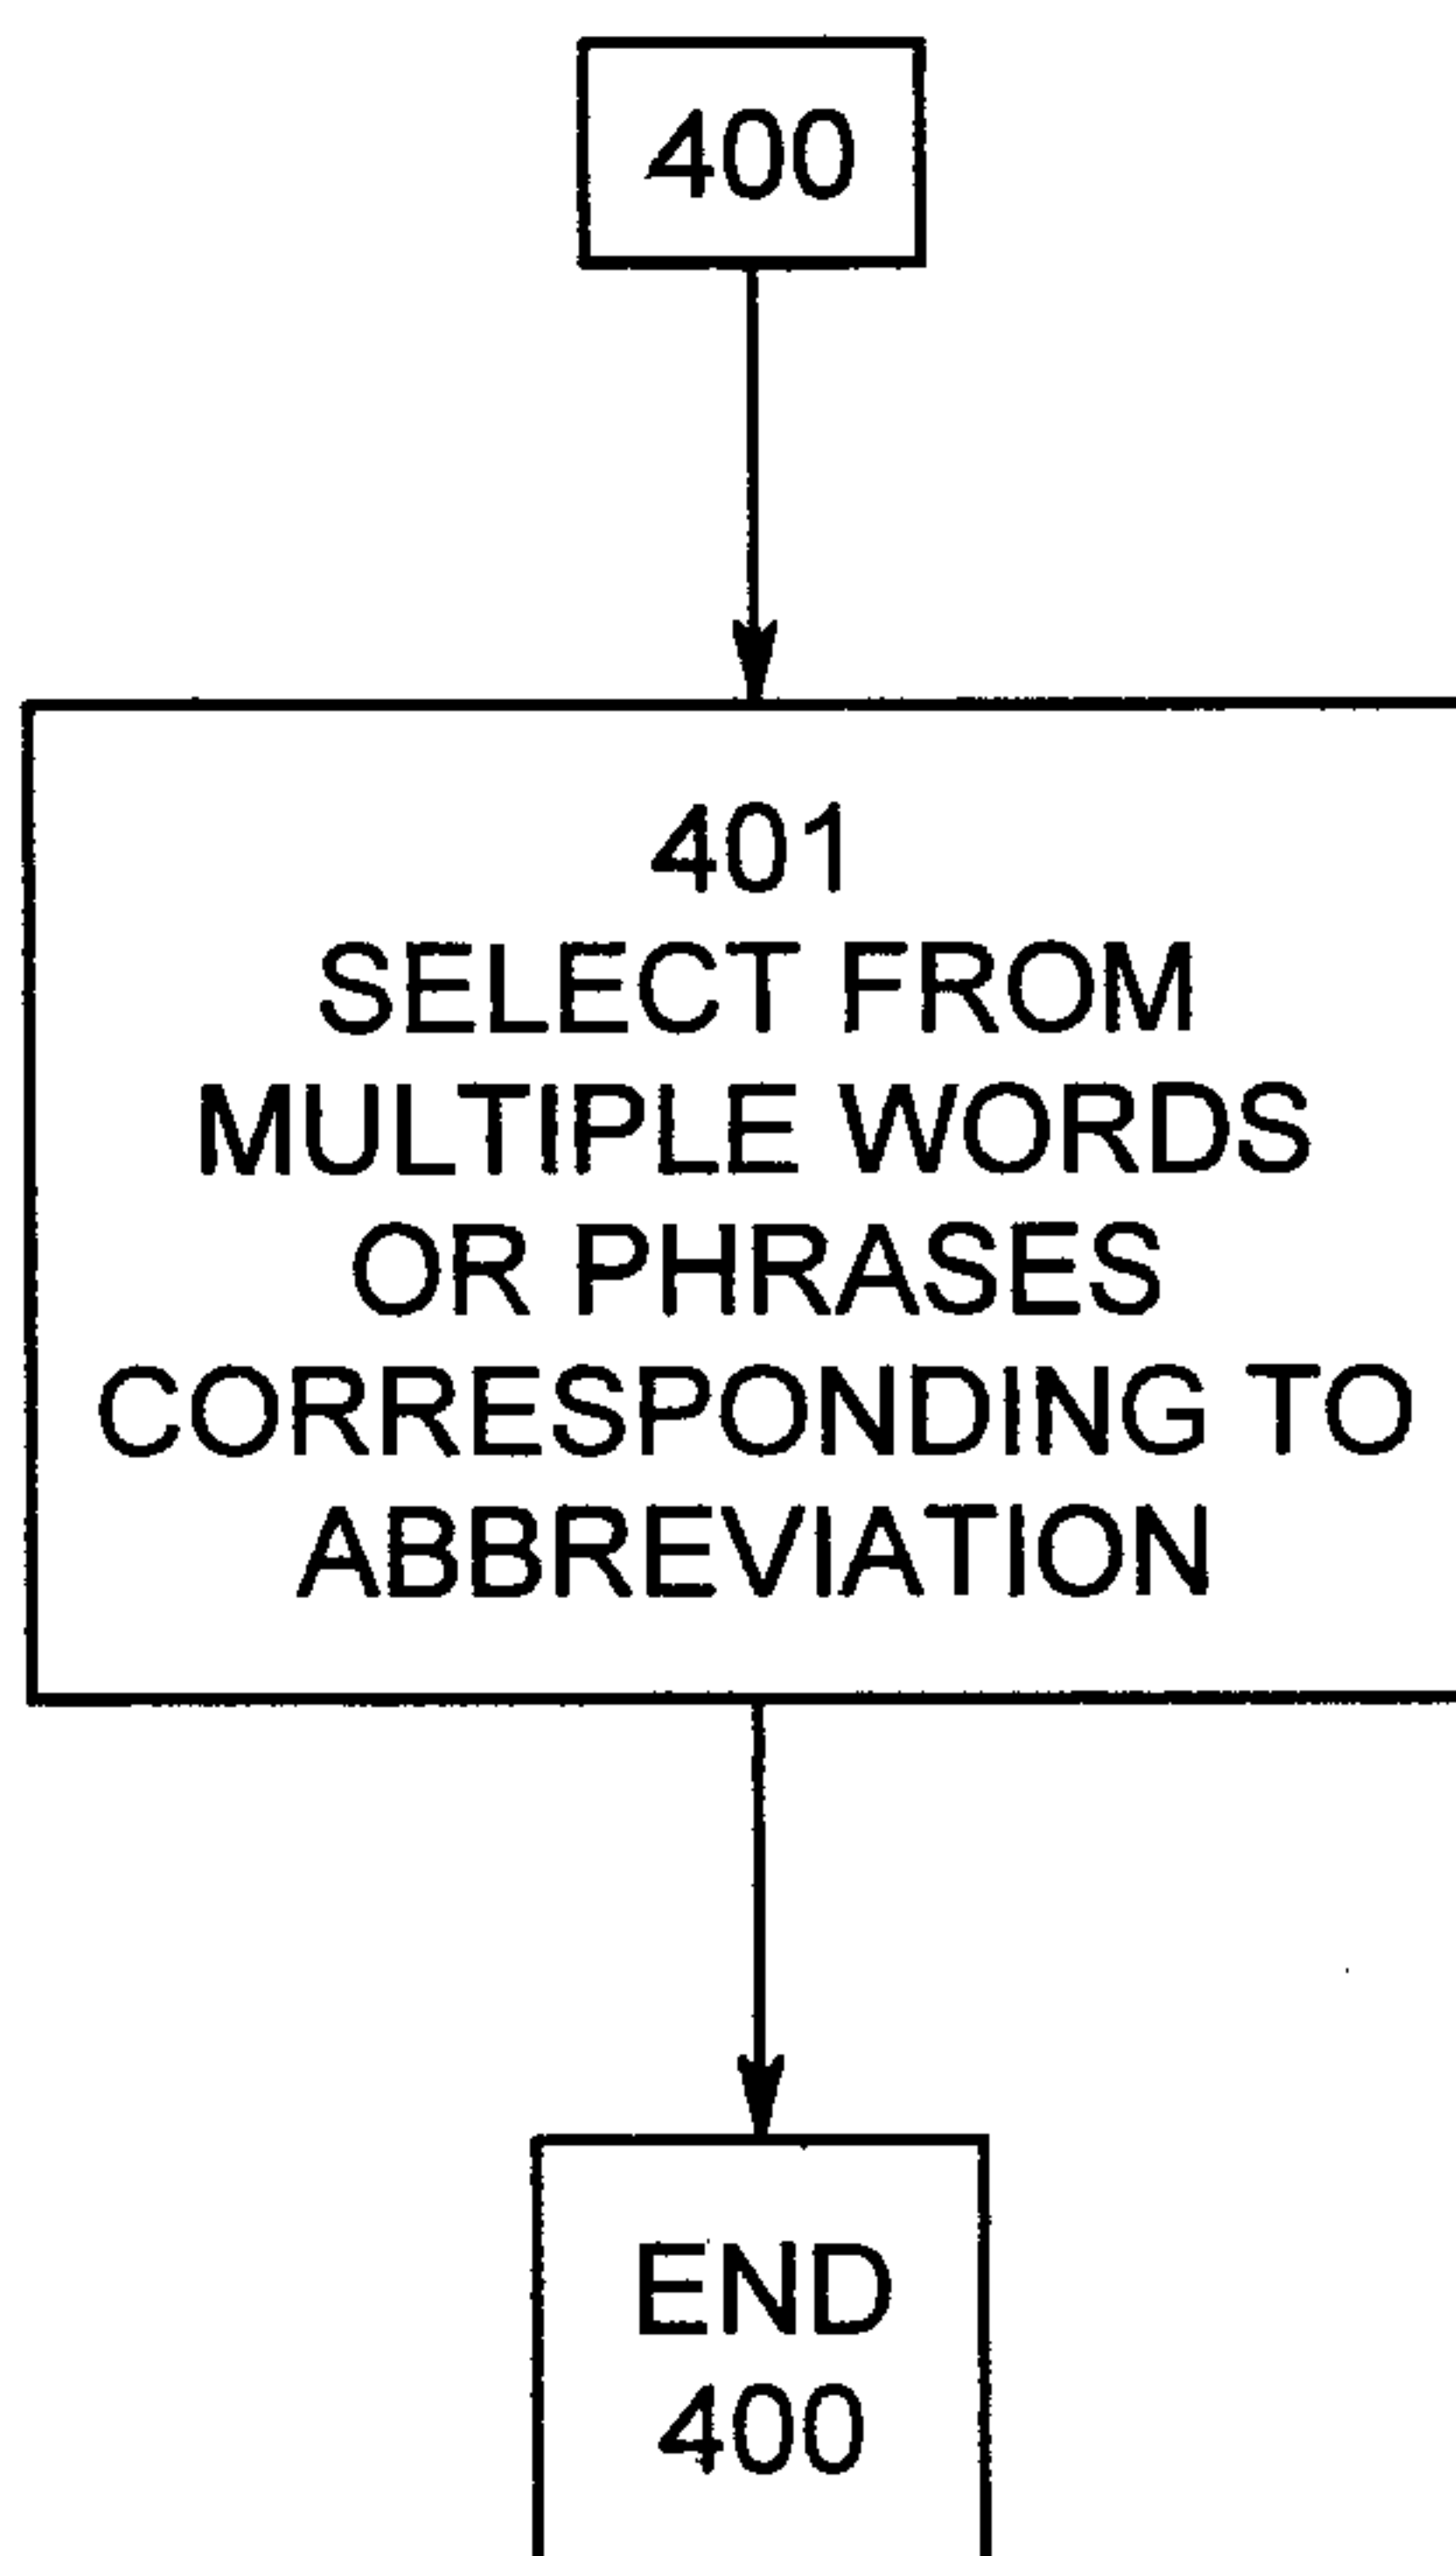 400
401
SELECT FROM
MULTIPLE WORDS
OR PHRASES
CORRESPONDING TO
ABBREVIATION
END
400